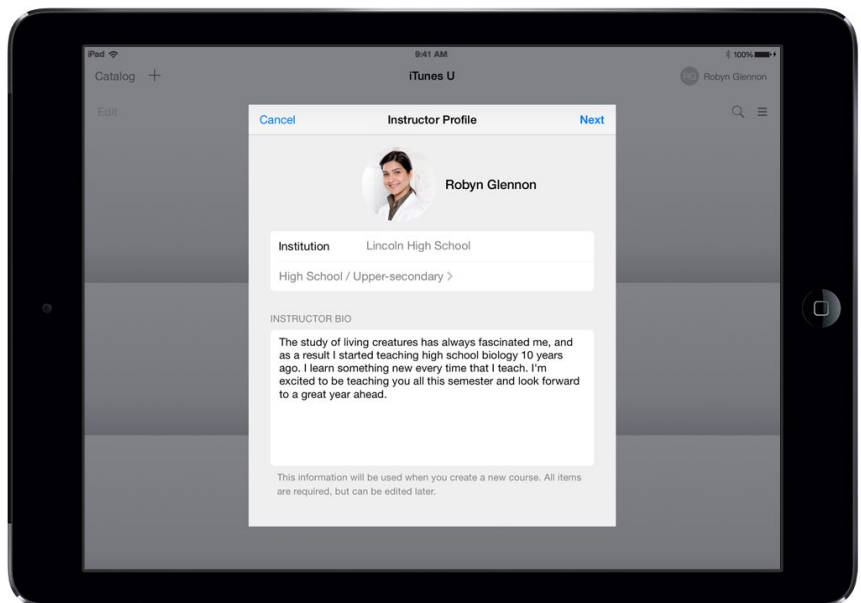 iPad 9:41 AM 100%
Catalog + iTunes U RG Robyn Glennon
Edit
Cancel Instructor Profile Next
Robyn Glennon
Institution Lincoln High School
High School / Upper-secondary >
INSTRUCTOR BIO
The study of living creatures has always fascinated me, and
as a result I started teaching high school biology 10 years
ago. I learn something new every time that I teach. I'm
excited to be teaching you all this semester and look forward
to a great year ahead.
This information will be used when you create a new course. All items
are required, but can be edited later.